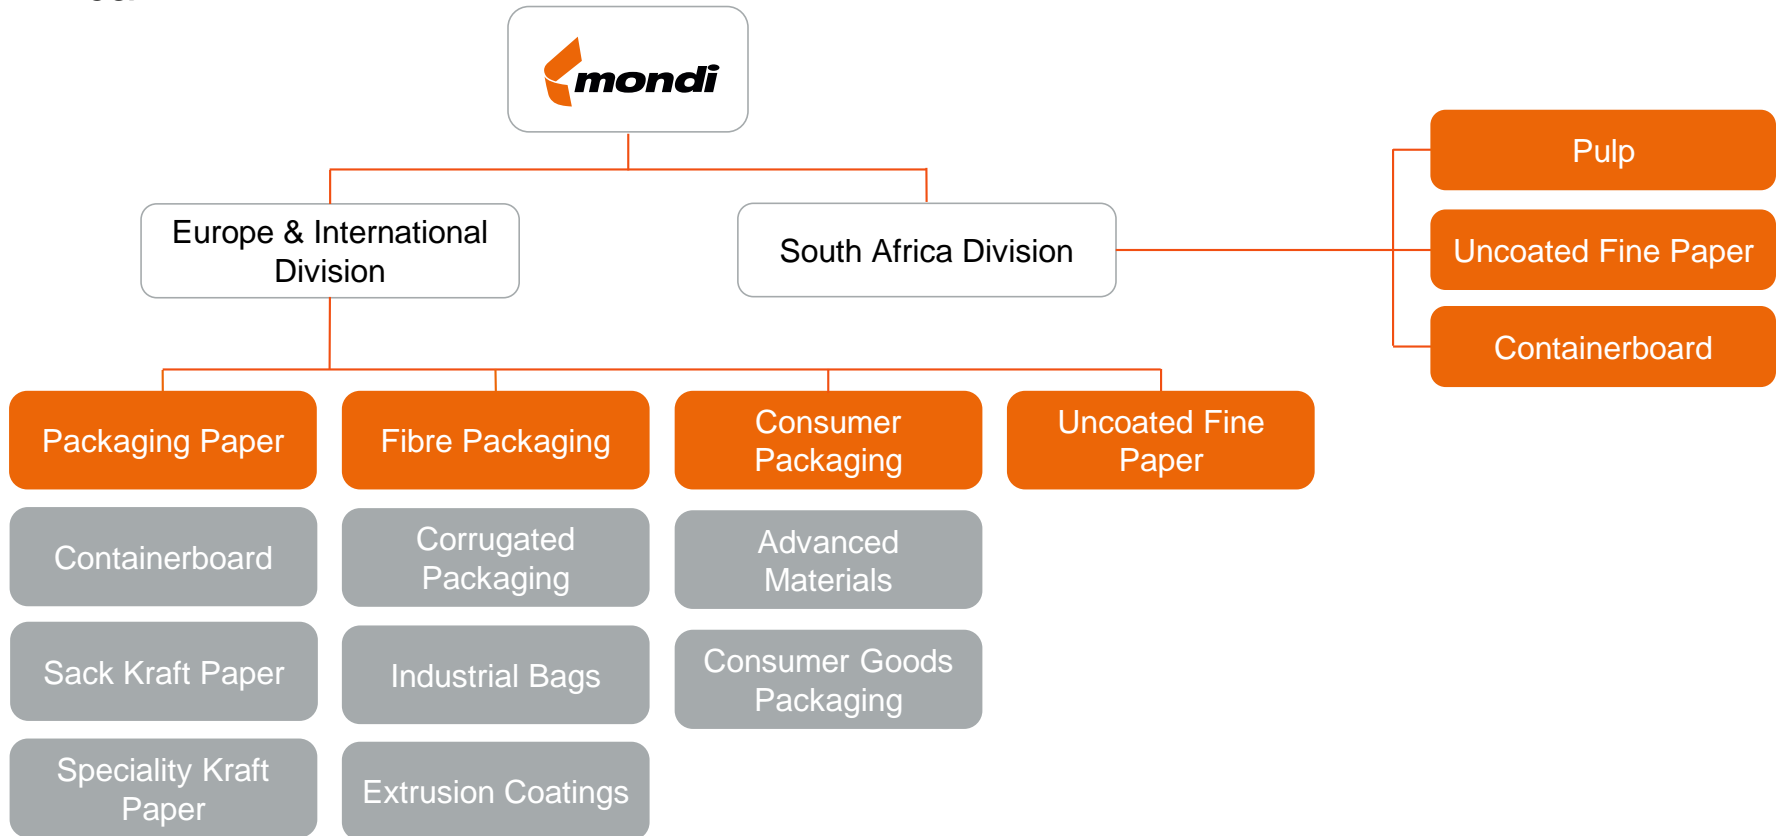 mondi
Europe & International
Division
South Africa Division
Pulp
Uncoated Fine Paper
Containerboard
Packaging Paper
Fibre Packaging
Consumer
Packaging
Uncoated Fine
Paper
Containerboard
Corrugated
Packaging
Advanced
Materials
Sack Kraft Paper
Industrial Bags
Consumer Goods
Packaging
Speciality Kraft
Paper
Extrusion Coatings